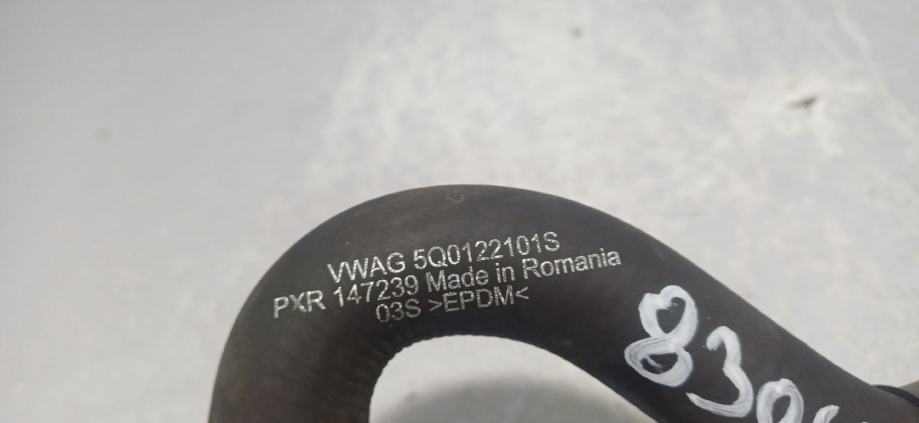 VWAG 5Q0122101S
PXR 147239 Made in Romania
03S >EPDM<